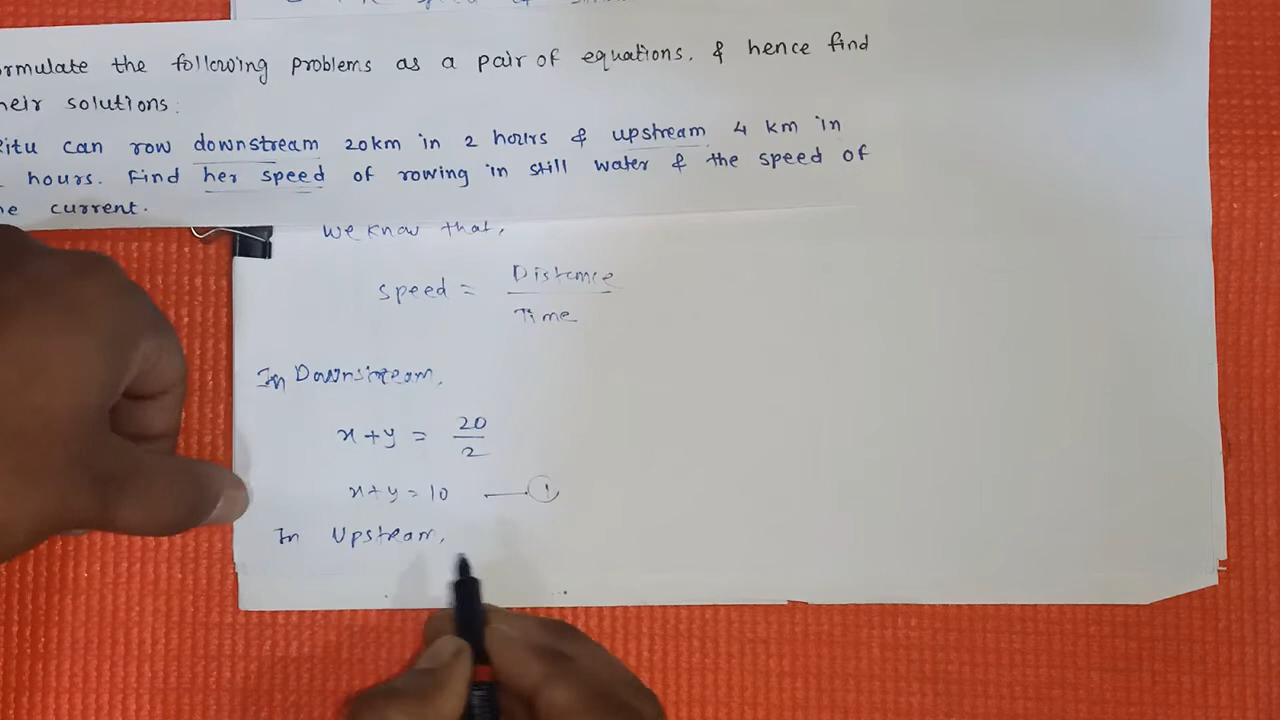 rmulate the following problems as a pair of equations, & hence find
heir solutions:
itu can row downstream 20km in 2 hours & upstream 4 km in
hours. Find her speed of rowing in still water & the speed of
e current.
we know that,
speed = Distance
Time
In Downstream,
x+y = 20
2
x+y=10 1
In Upstream,